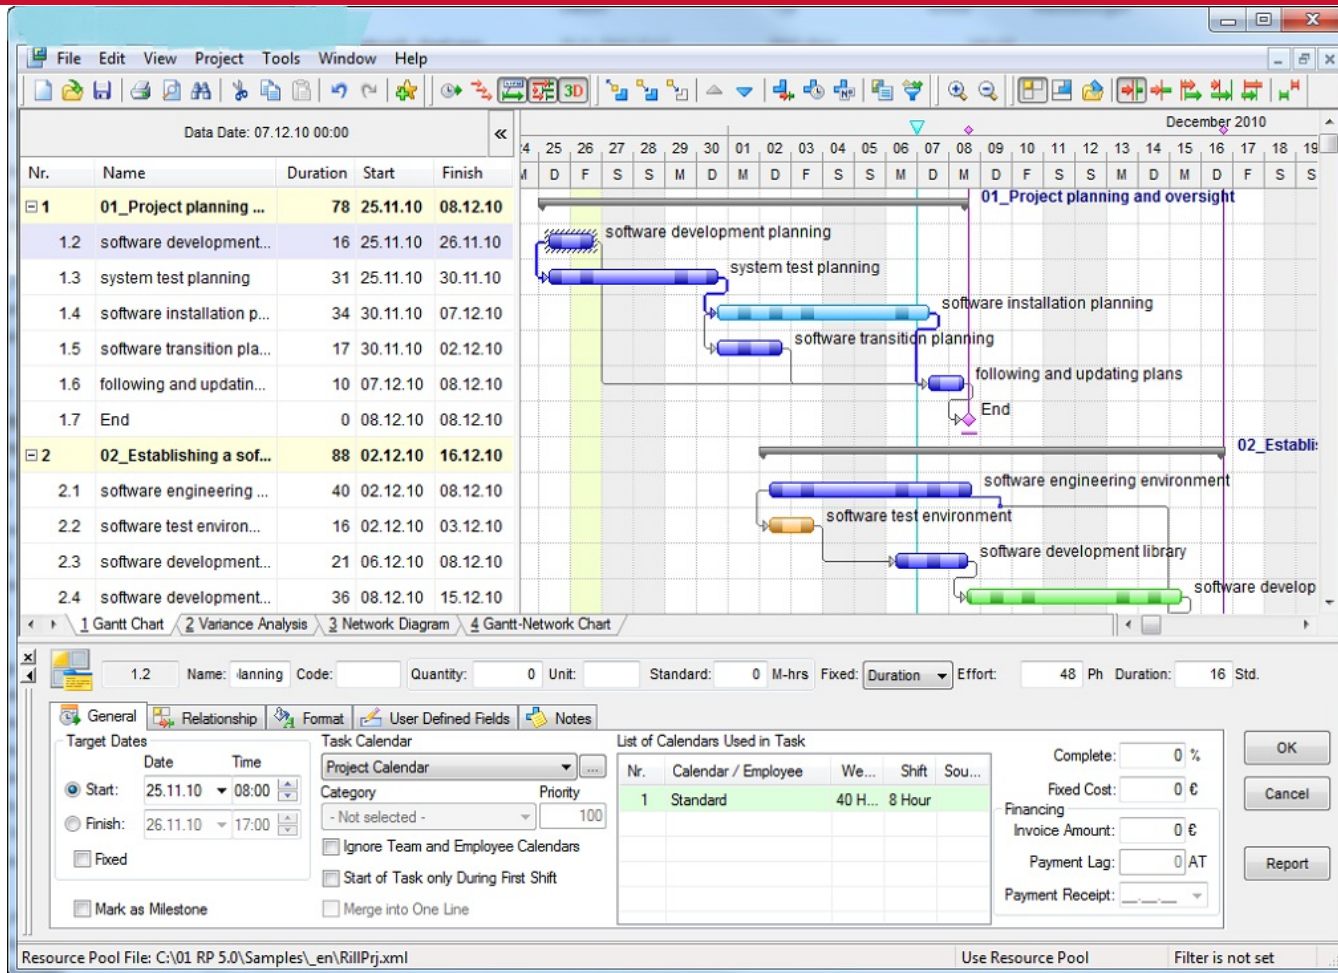 File Edit View Project Tools Window Help
3D
Data Date: 07.12.10 00:00 «
December 2010
24 25 26 27 28 29 30 01 02 03 04 05 06 07 08 09 10 11 12 13 14 15 16 17 18 19
Nr. Name Duration Start Finish
D F S S M D M D F S S M D M D F S S M D M D F S S
1 01_Project planning ... 78 25.11.10 08.12.10 01_Project planning and oversight
1.2 software development... 16 25.11.10 26.11.10 software development planning
1.3 system test planning 31 25.11.10 30.11.10 system test planning
1.4 software installation p... 34 30.11.10 07.12.10 software installation planning
1.5 software transition pla... 17 30.11.10 02.12.10 software transition planning
1.6 following and updatin... 10 07.12.10 08.12.10 following and updating plans
1.7 End 0 08.12.10 08.12.10 End
2 02_Establishing a sof... 88 02.12.10 16.12.10 02_Establis
2.1 software engineering ... 40 02.12.10 08.12.10 software engineering environment
2.2 software test environ... 16 02.12.10 03.12.10 software test environment
2.3 software development... 21 06.12.10 08.12.10 software development library
2.4 software development... 36 08.12.10 15.12.10 software develop
1 Gantt Chart 2 Variance Analysis 3 Network Diagram 4 Gantt-Network Chart
1.2 Name: lanning Code: Quantity: 0 Unit: Standard: 0 M-hrs Fixed: Duration Effort: 48 Ph Duration: 16 Std.
General Relationship Format User Defined Fields Notes
Target Dates
Date Time
Start: 25.11.10 08:00
Finish: 26.11.10 17:00
Fixed
Mark as Milestone
Task Calendar
Project Calendar ...
Category Priority
- Not selected - 100
Ignore Team and Employee Calendars
Start of Task only During First Shift
Merge into One Line
List of Calendars Used in Task
Nr. Calendar / Employee We... Shift Sou...
1 Standard 40 H... 8 Hour
Complete: 0 %
Fixed Cost: 0 €
Financing
Invoice Amount: 0 €
Payment Lag: 0 AT
Payment Receipt: __.__.__
OK
Cancel
Report
Resource Pool File: C:\01 RP 5.0\Samples\_en\RillPrj.xml Use Resource Pool Filter is not set